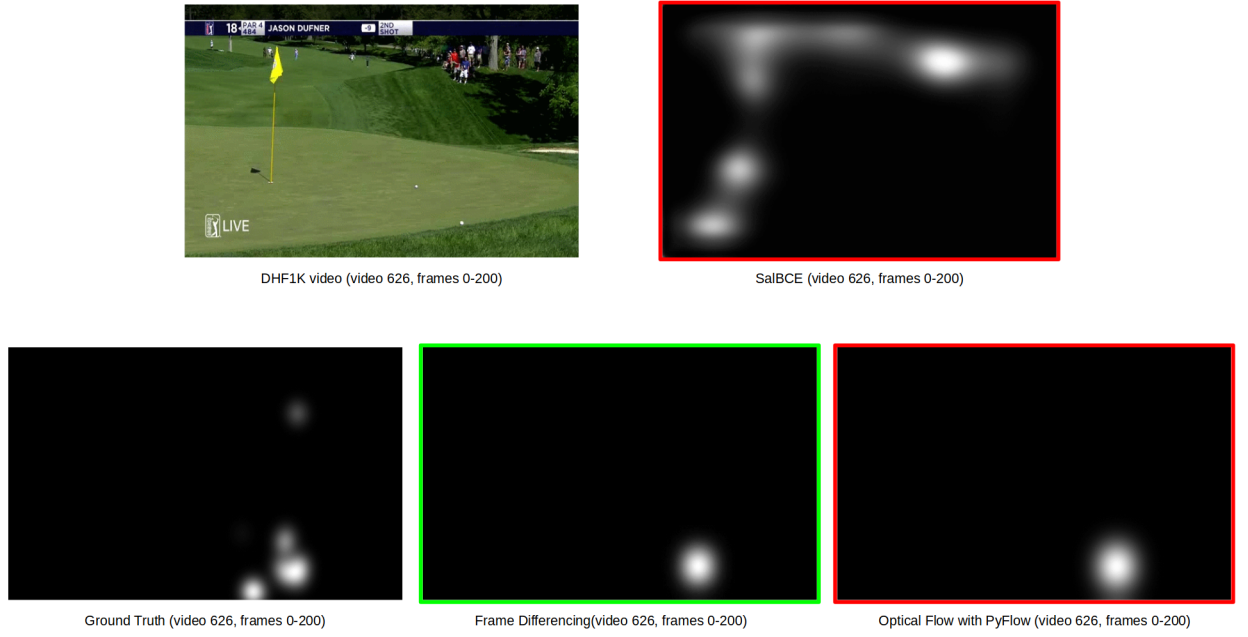 18 PAR 4 484 JASON DUFNER -9 2ND SHOT
LIVE
DHF1K video (video 626, frames 0-200)
SalBCE (video 626, frames 0-200)
Ground Truth (video 626, frames 0-200)
Frame Differencing(video 626, frames 0-200)
Optical Flow with PyFlow (video 626, frames 0-200)